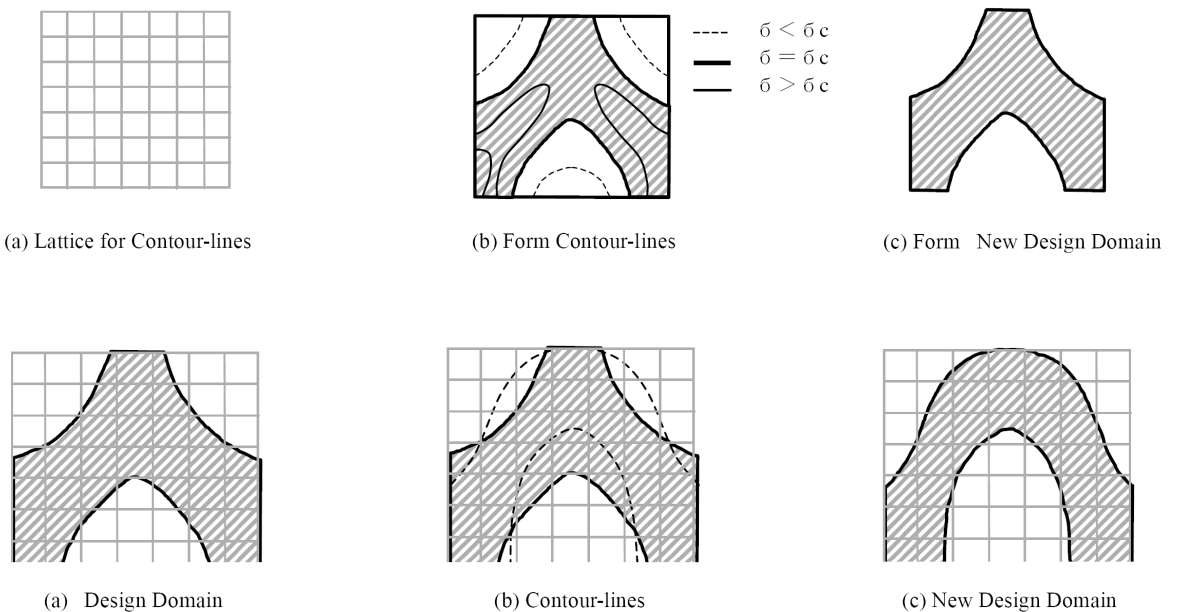 б < б c
б = б c
б > б c
(a) Lattice for Contour-lines
(b) Form Contour-lines
(c) Form New Design Domain
(a) Design Domain
(b) Contour-lines
(c) New Design Domain